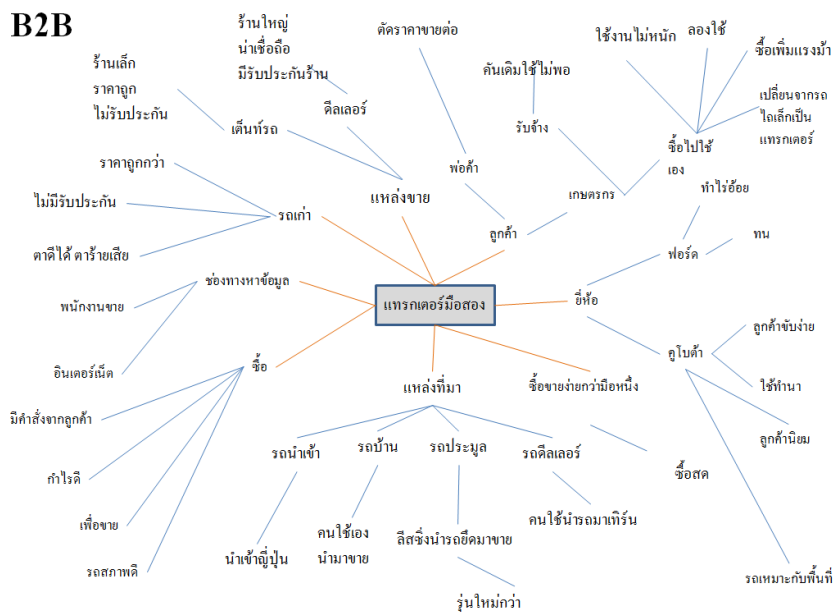 B2B
ร้านใหญ่
น่าเชื่อถือ
มีรับประกันร้าน
ตัดราคาขายต่อ
ใช้งานไม่หนัก
ลองใช้
ซื้อเพิ่มแรงม้า
ร้านเล็ก
ราคาถูก
ไม่รับประกัน
คันเดิมใช้ไม่พอ
เปลี่ยนจากรถ
ไถเล็กเป็น
แทรกเตอร์
ดีลเลอร์
เต็นท์รถ
รับจ้าง
ซื้อไปใช้
เอง
ราคาถูกกว่า
พ่อค้า
แหล่งขาย
เกษตรกร
ทำไร่อ้อย
ไม่มีรับประกัน
รถเก่า
ลูกค้า
ฟอร์ด
ทน
ตาดีได้ ตาร้ายเสีย
ช่องทางหาข้อมูล
แทรกเตอร์มือสอง
ยี่ห้อ
พนักงานขาย
ลูกค้าขับง่าย
คูโบต้า
อินเตอร์เน็ต
ซื้อ
แหล่งที่มา
ซื้อขายง่ายกว่ามือหนึ่ง
ใช้ทำนา
มีคำสั่งจากลูกค้า
ลูกค้านิยม
รถนำเข้า
รถบ้าน
รถประมูล
รถดีลเลอร์
ซื้อสด
กำไรดี
เพื่อขาย
คนใช้เอง
นำมาขาย
ลีสซิ่งนำรถยึดมาขาย
คนใช้นำรถมาเทิร์น
นำเข้าญี่ปุ่น
รถสภาพดี
รถเหมาะกับพื้นที่
รุ่นใหม่กว่า